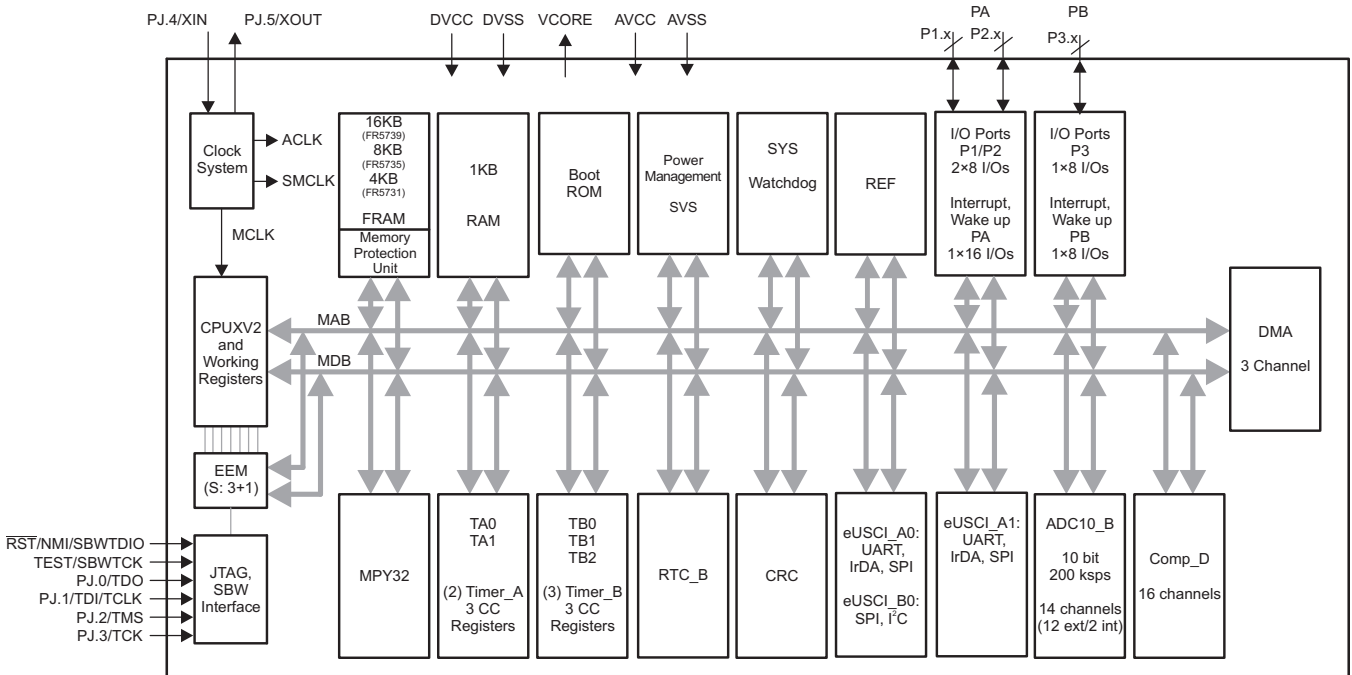 PJ.4/XIN
PJ.5/XOUT
DVCC
DVSS
VCORE
AVCC
AVSS
PA
P1.x
P2.x
PB
P3.x
Clock
System
ACLK
SMCLK
MCLK
16KB
(FR5739)
8KB
(FR5735)
4KB
(FR5731)
FRAM
Memory
Protection
Unit
1KB
RAM
Boot
ROM
Power
Management
SVS
SYS
Watchdog
REF
I/O Ports
P1/P2
2×8 I/Os
Interrupt,
Wake up
PA
1×16 I/Os
I/O Ports
P3
1×8 I/Os
Interrupt,
Wake up
PB
1×8 I/Os
CPUXV2
and
Working
Registers
MAB
MDB
DMA
3 Channel
EEM
(S: 3+1)
RST/NMI/SBWTDIO
TEST/SBWTCK
PJ.0/TDO
PJ.1/TDI/TCLK
PJ.2/TMS
PJ.3/TCK
JTAG,
SBW
Interface
MPY32
TA0
TA1
(2) Timer_A
3 CC
Registers
TB0
TB1
TB2
(3) Timer_B
3 CC
Registers
RTC_B
CRC
eUSCI_A0:
UART,
IrDA, SPI
eUSCI_B0:
SPI, I²C
eUSCI_A1:
UART,
IrDA, SPI
ADC10_B
10 bit
200 ksps
14 channels
(12 ext/2 int)
Comp_D
16 channels